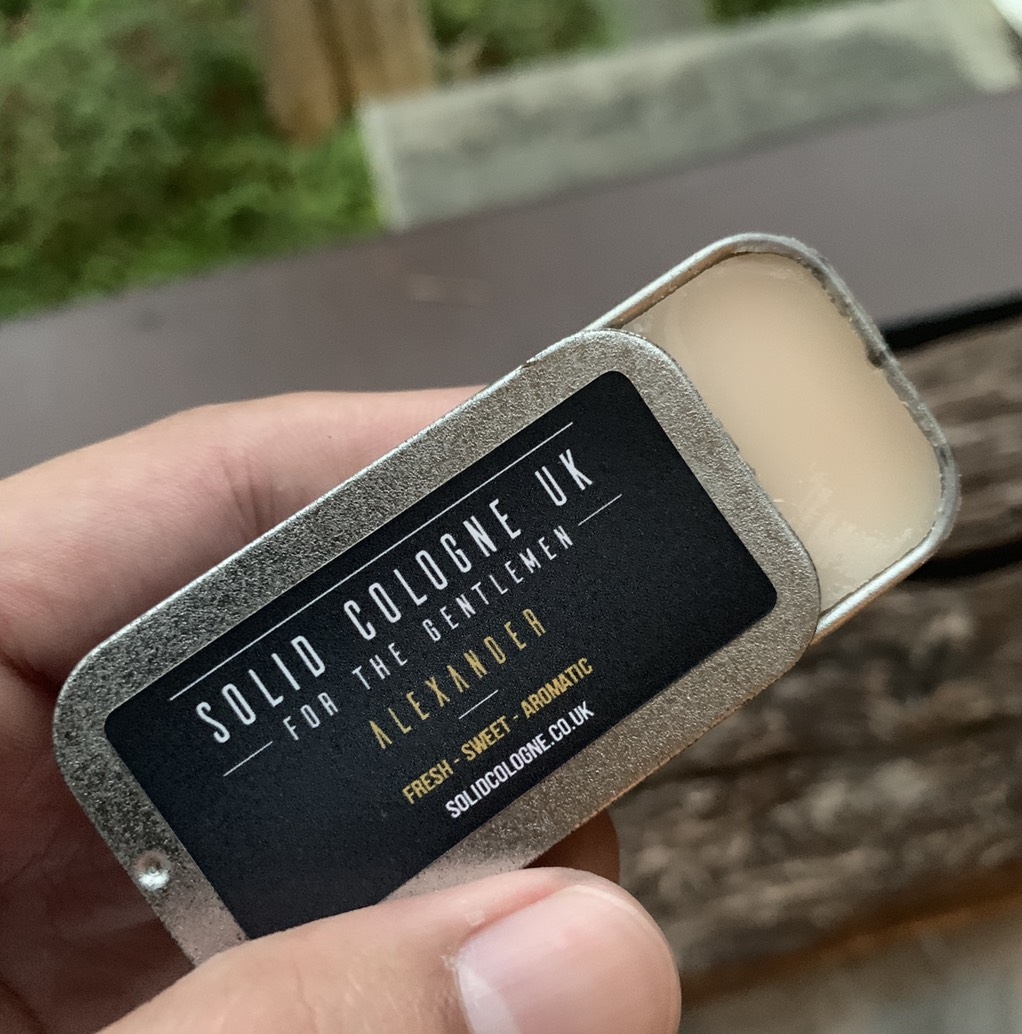 SOLID COLOGNE UK
FOR THE GENTLEMEN
ALEXANDER
FRESH - SWEET - AROMATIC
SOLIDCOLOGNE.CO.UK